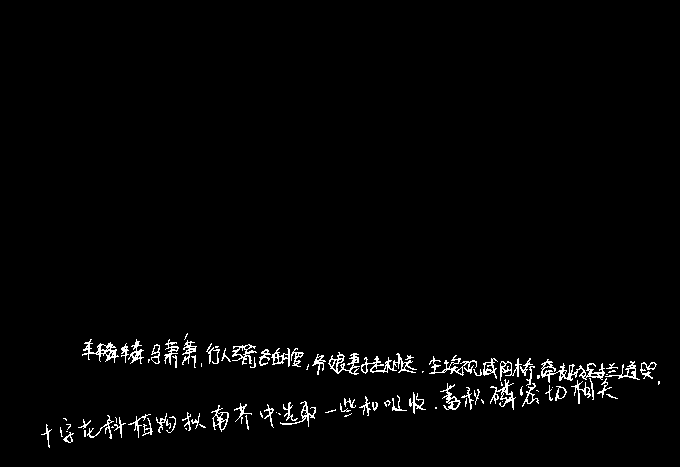 车辚辚,马萧萧,行人弓箭各在腰,爷娘妻子走相送.尘埃不见咸阳桥.牵衣顿足拦道哭,
十字花科植物拟南芥中选取一些和吸收.蓄积磷密切相关